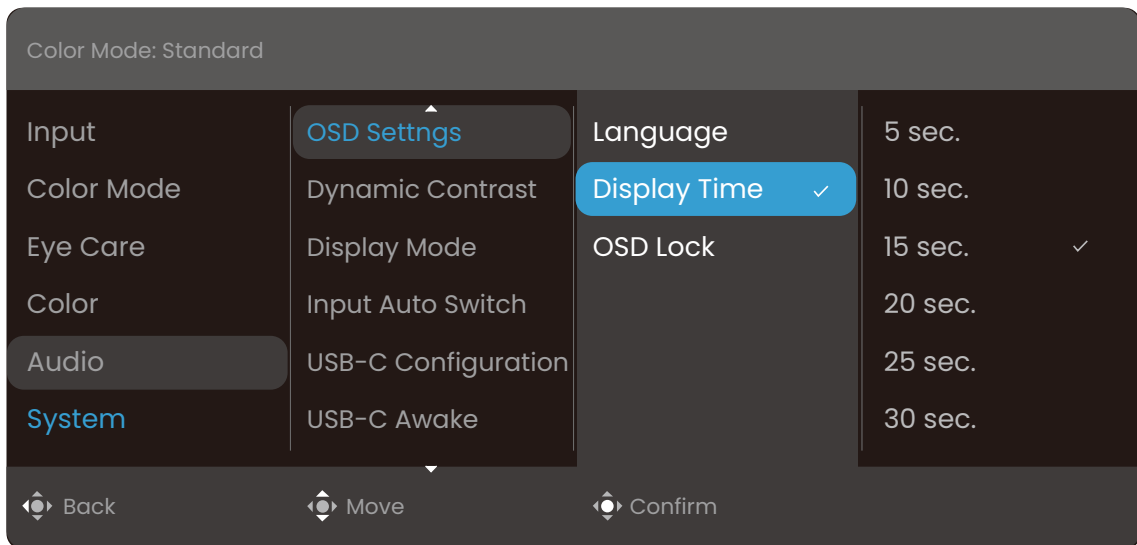 Color Mode: Standard
Input
Color Mode
Eye Care
Color
Audio
System
OSD Settngs
Dynamic Contrast
Display Mode
Input Auto Switch
USB-C Configuration
USB-C Awake
Language
Display Time
OSD Lock
5 sec.
10 sec.
15 sec.
20 sec.
25 sec.
30 sec.
Back
Move
Confirm